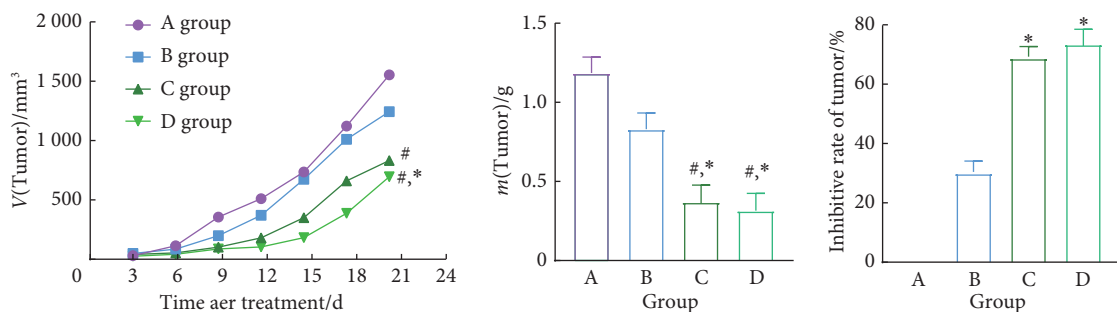 2 000
1 500
1 000
500
0
3 6 9 12 15 18 21 24
V(Tumor)/mm³
Time aer treatment/d
A group
B group
C group
D group
#
#,*
1.5
1.0
0.5
0.0
m(Tumor)/g
#,* #,*
A B C D
Group
80
60
40
20
0
Inhibitive rate of tumor/%
* *
A B C D
Group